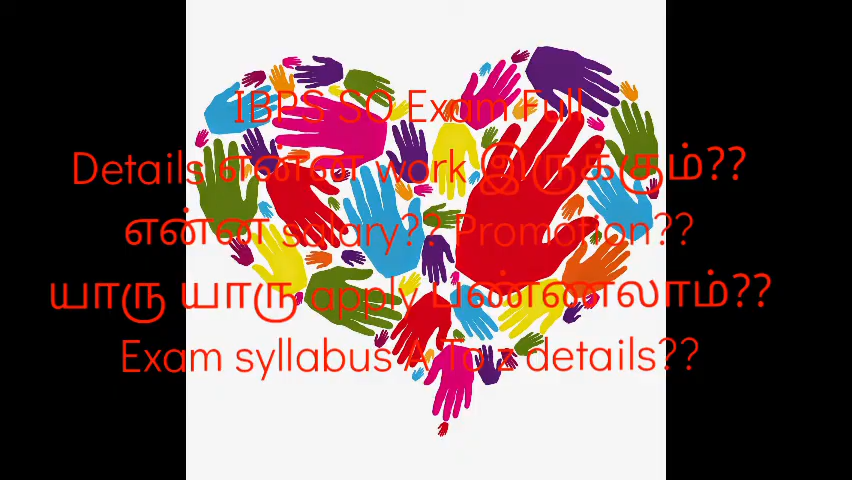 IBPS SO Exam Full
Details என்ன work இருக்கும்??
என்ன salary?? Promotion??
யாரு யாரு apply பண்ணலாம்??
Exam syllabus A To z details??